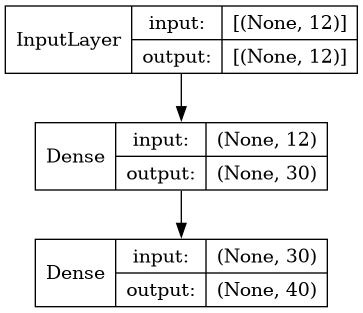 InputLayer
input: [(None, 12)]
output: [(None, 12)]
Dense
input: (None, 12)
output: (None, 30)
Dense
input: (None, 30)
output: (None, 40)